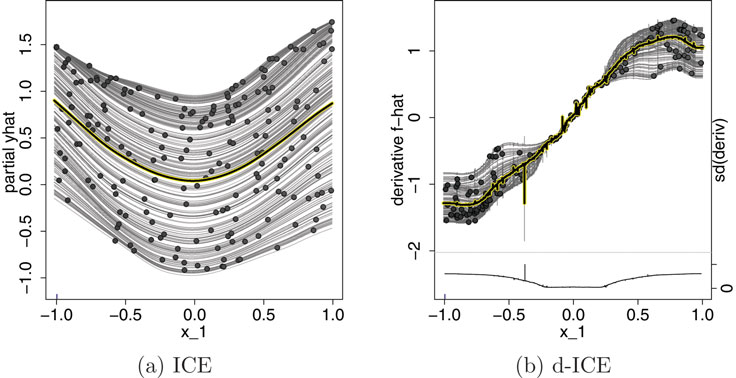 partial yhat
1.5
1.0
0.5
0.0
−0.5
−1.0
−1.0 −0.5 0.0 0.5 1.0
x_1
(a) ICE
derivative f−hat
1
0
−1
−2
sd(deriv)
0
−1.0 −0.5 0.0 0.5 1.0
x_1
(b) d-ICE